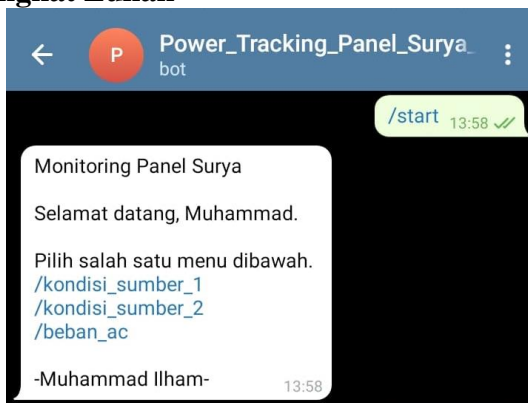 P
Power_Tracking_Panel_Surya_
bot
/start 13:58
Monitoring Panel Surya
Selamat datang, Muhammad.
Pilih salah satu menu dibawah.
/kondisi_sumber_1
/kondisi_sumber_2
/beban_ac
-Muhammad Ilham- 13:58